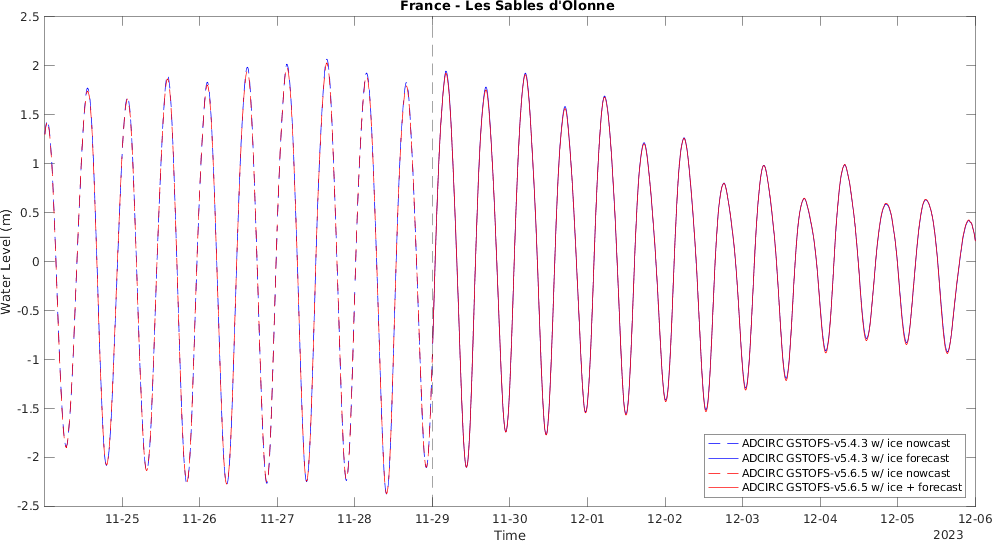 France - Les Sables d'Olonne
2.5
2
1.5
1
0.5
0
-0.5
-1
-1.5
-2
-2.5
Water Level (m)
ADCIRC GSTOFS-v5.4.3 w/ ice nowcast
ADCIRC GSTOFS-v5.4.3 w/ ice forecast
ADCIRC GSTOFS-v5.6.5 w/ ice nowcast
ADCIRC GSTOFS-v5.6.5 w/ ice + forecast
11-25 11-26 11-27 11-28 11-29 11-30 12-01 12-02 12-03 12-04 12-05 12-06
Time
2023